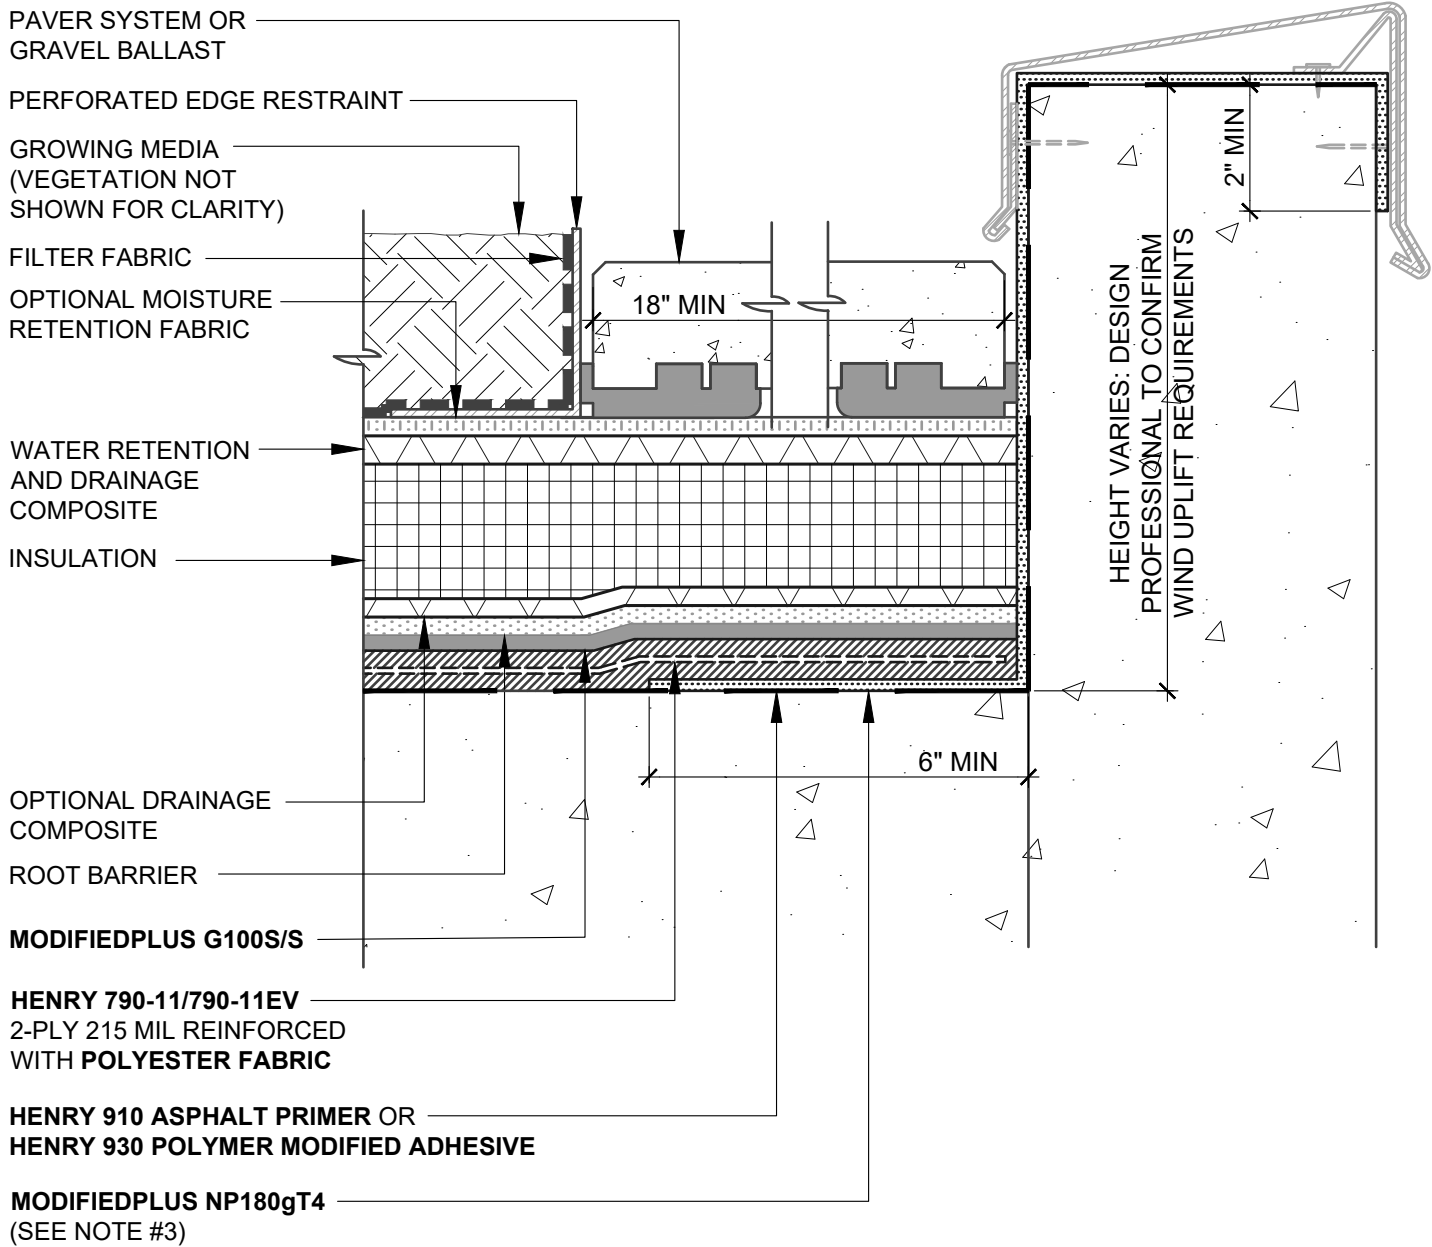 PAVER SYSTEM OR
GRAVEL BALLAST
PERFORATED EDGE RESTRAINT
GROWING MEDIA
(VEGETATION NOT
SHOWN FOR CLARITY)
FILTER FABRIC
OPTIONAL MOISTURE
RETENTION FABRIC
WATER RETENTION
AND DRAINAGE
COMPOSITE
INSULATION
OPTIONAL DRAINAGE
COMPOSITE
ROOT BARRIER
MODIFIEDPLUS G100S/S
HENRY 790-11/790-11EV
2-PLY 215 MIL REINFORCED
WITH POLYESTER FABRIC
HENRY 910 ASPHALT PRIMER OR
HENRY 930 POLYMER MODIFIED ADHESIVE
MODIFIEDPLUS NP180gT4
(SEE NOTE #3)
18" MIN
6" MIN
HEIGHT VARIES: DESIGN
PROFESSIONAL TO CONFIRM
WIND UPLIFT REQUIREMENTS
2" MIN